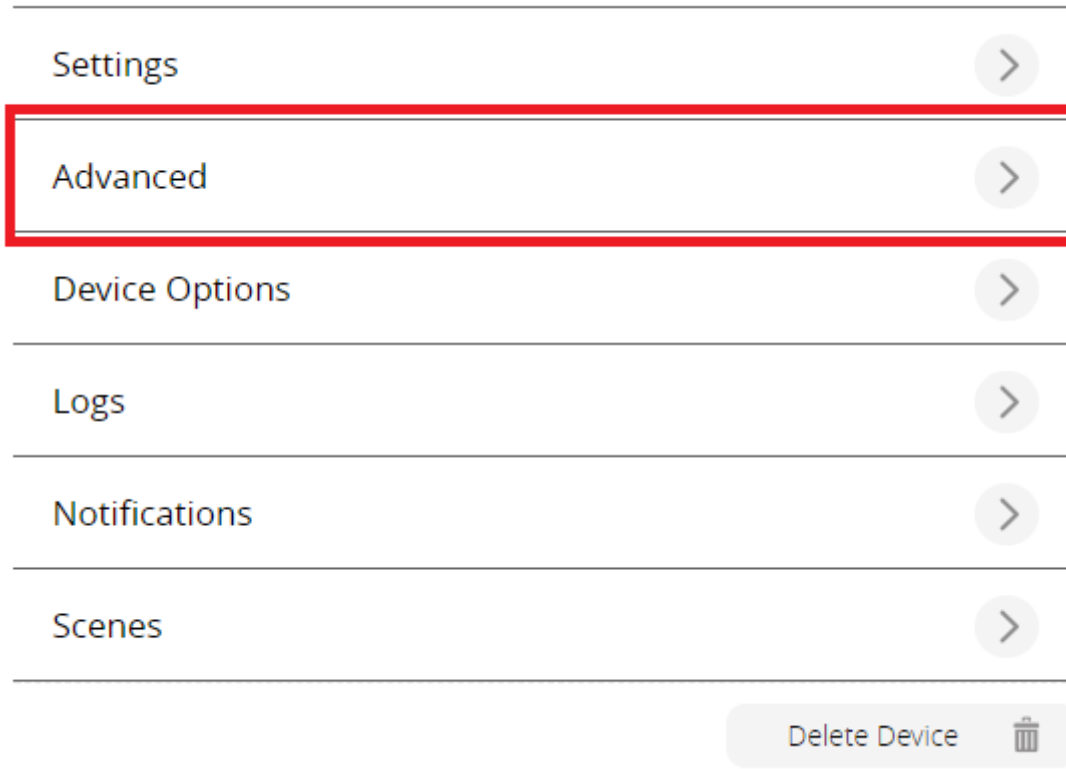 Settings
Advanced
Device Options
Logs
Notifications
Scenes
Delete Device